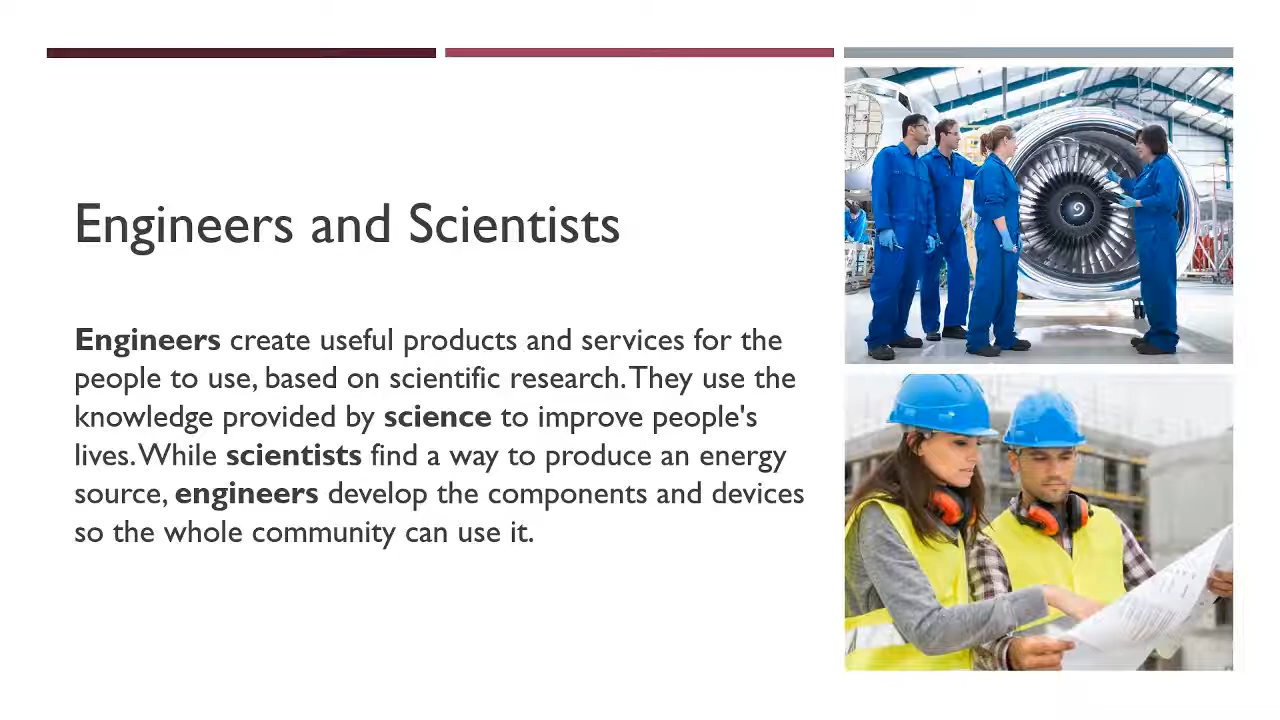 Engineers and Scientists
Engineers create useful products and services for the
people to use, based on scientific research. They use the
knowledge provided by science to improve people's
lives. While scientists find a way to produce an energy
source, engineers develop the components and devices
so the whole community can use it.